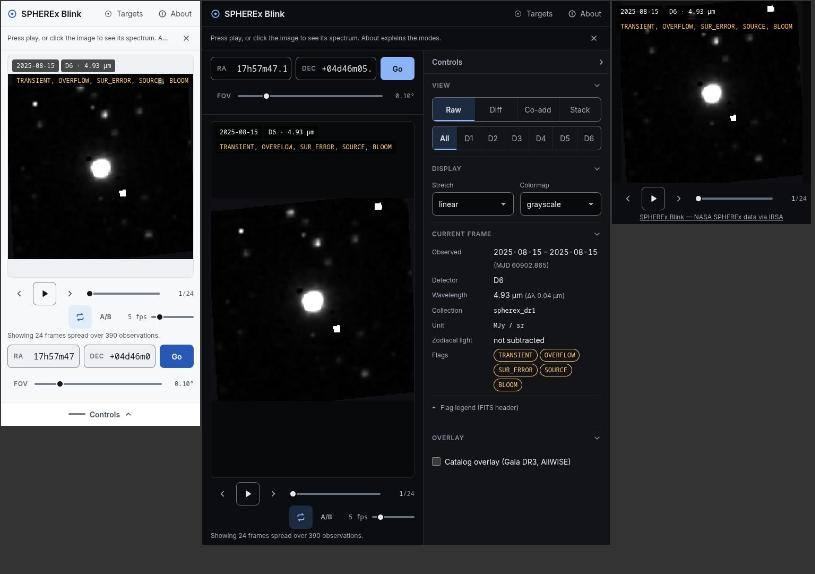 SPHEREx Blink
Targets
About
Press play, or click the image to see its spectrum. A...
2025-08-15 D6 · 4.93 μm
TRANSIENT, OVERFLOW, SUR_ERROR, SOURCE, BLOOM
1/24
A/B
5 fps
Showing 24 frames spread over 390 observations.
RA 17h57m47
DEC +04d46m0
Go
FOV
0.10°
Controls
SPHEREx Blink
Targets
About
Press play, or click the image to see its spectrum. About explains the modes.
RA 17h57m47.1
DEC +04d46m05.
Go
FOV
0.10°
2025-08-15 D6 · 4.93 μm
TRANSIENT, OVERFLOW, SUR_ERROR, SOURCE, BLOOM
1/24
A/B
5 fps
Showing 24 frames spread over 390 observations.
Controls
VIEW
Raw Diff Co-add Stack
All D1 D2 D3 D4 D5 D6
DISPLAY
Stretch Colormap
linear grayscale
CURRENT FRAME
Observed 2025-08-15 – 2025-08-15
(MJD 60902.865)
Detector D6
Wavelength 4.93 μm (Δλ 0.04 μm)
Collection spherex_dr1
Unit MJy / sr
Zodiacal light not subtracted
Flags TRANSIENT OVERFLOW
SUR_ERROR SOURCE
BLOOM
Flag legend (FITS header)
OVERLAY
Catalog overlay (Gaia DR3, AllWISE)
2025-08-15 D6 · 4.93 μm
TRANSIENT, OVERFLOW, SUR_ERROR, SOURCE, BLOOM
1/24
SPHEREx Blink — NASA SPHEREx data via IRSA